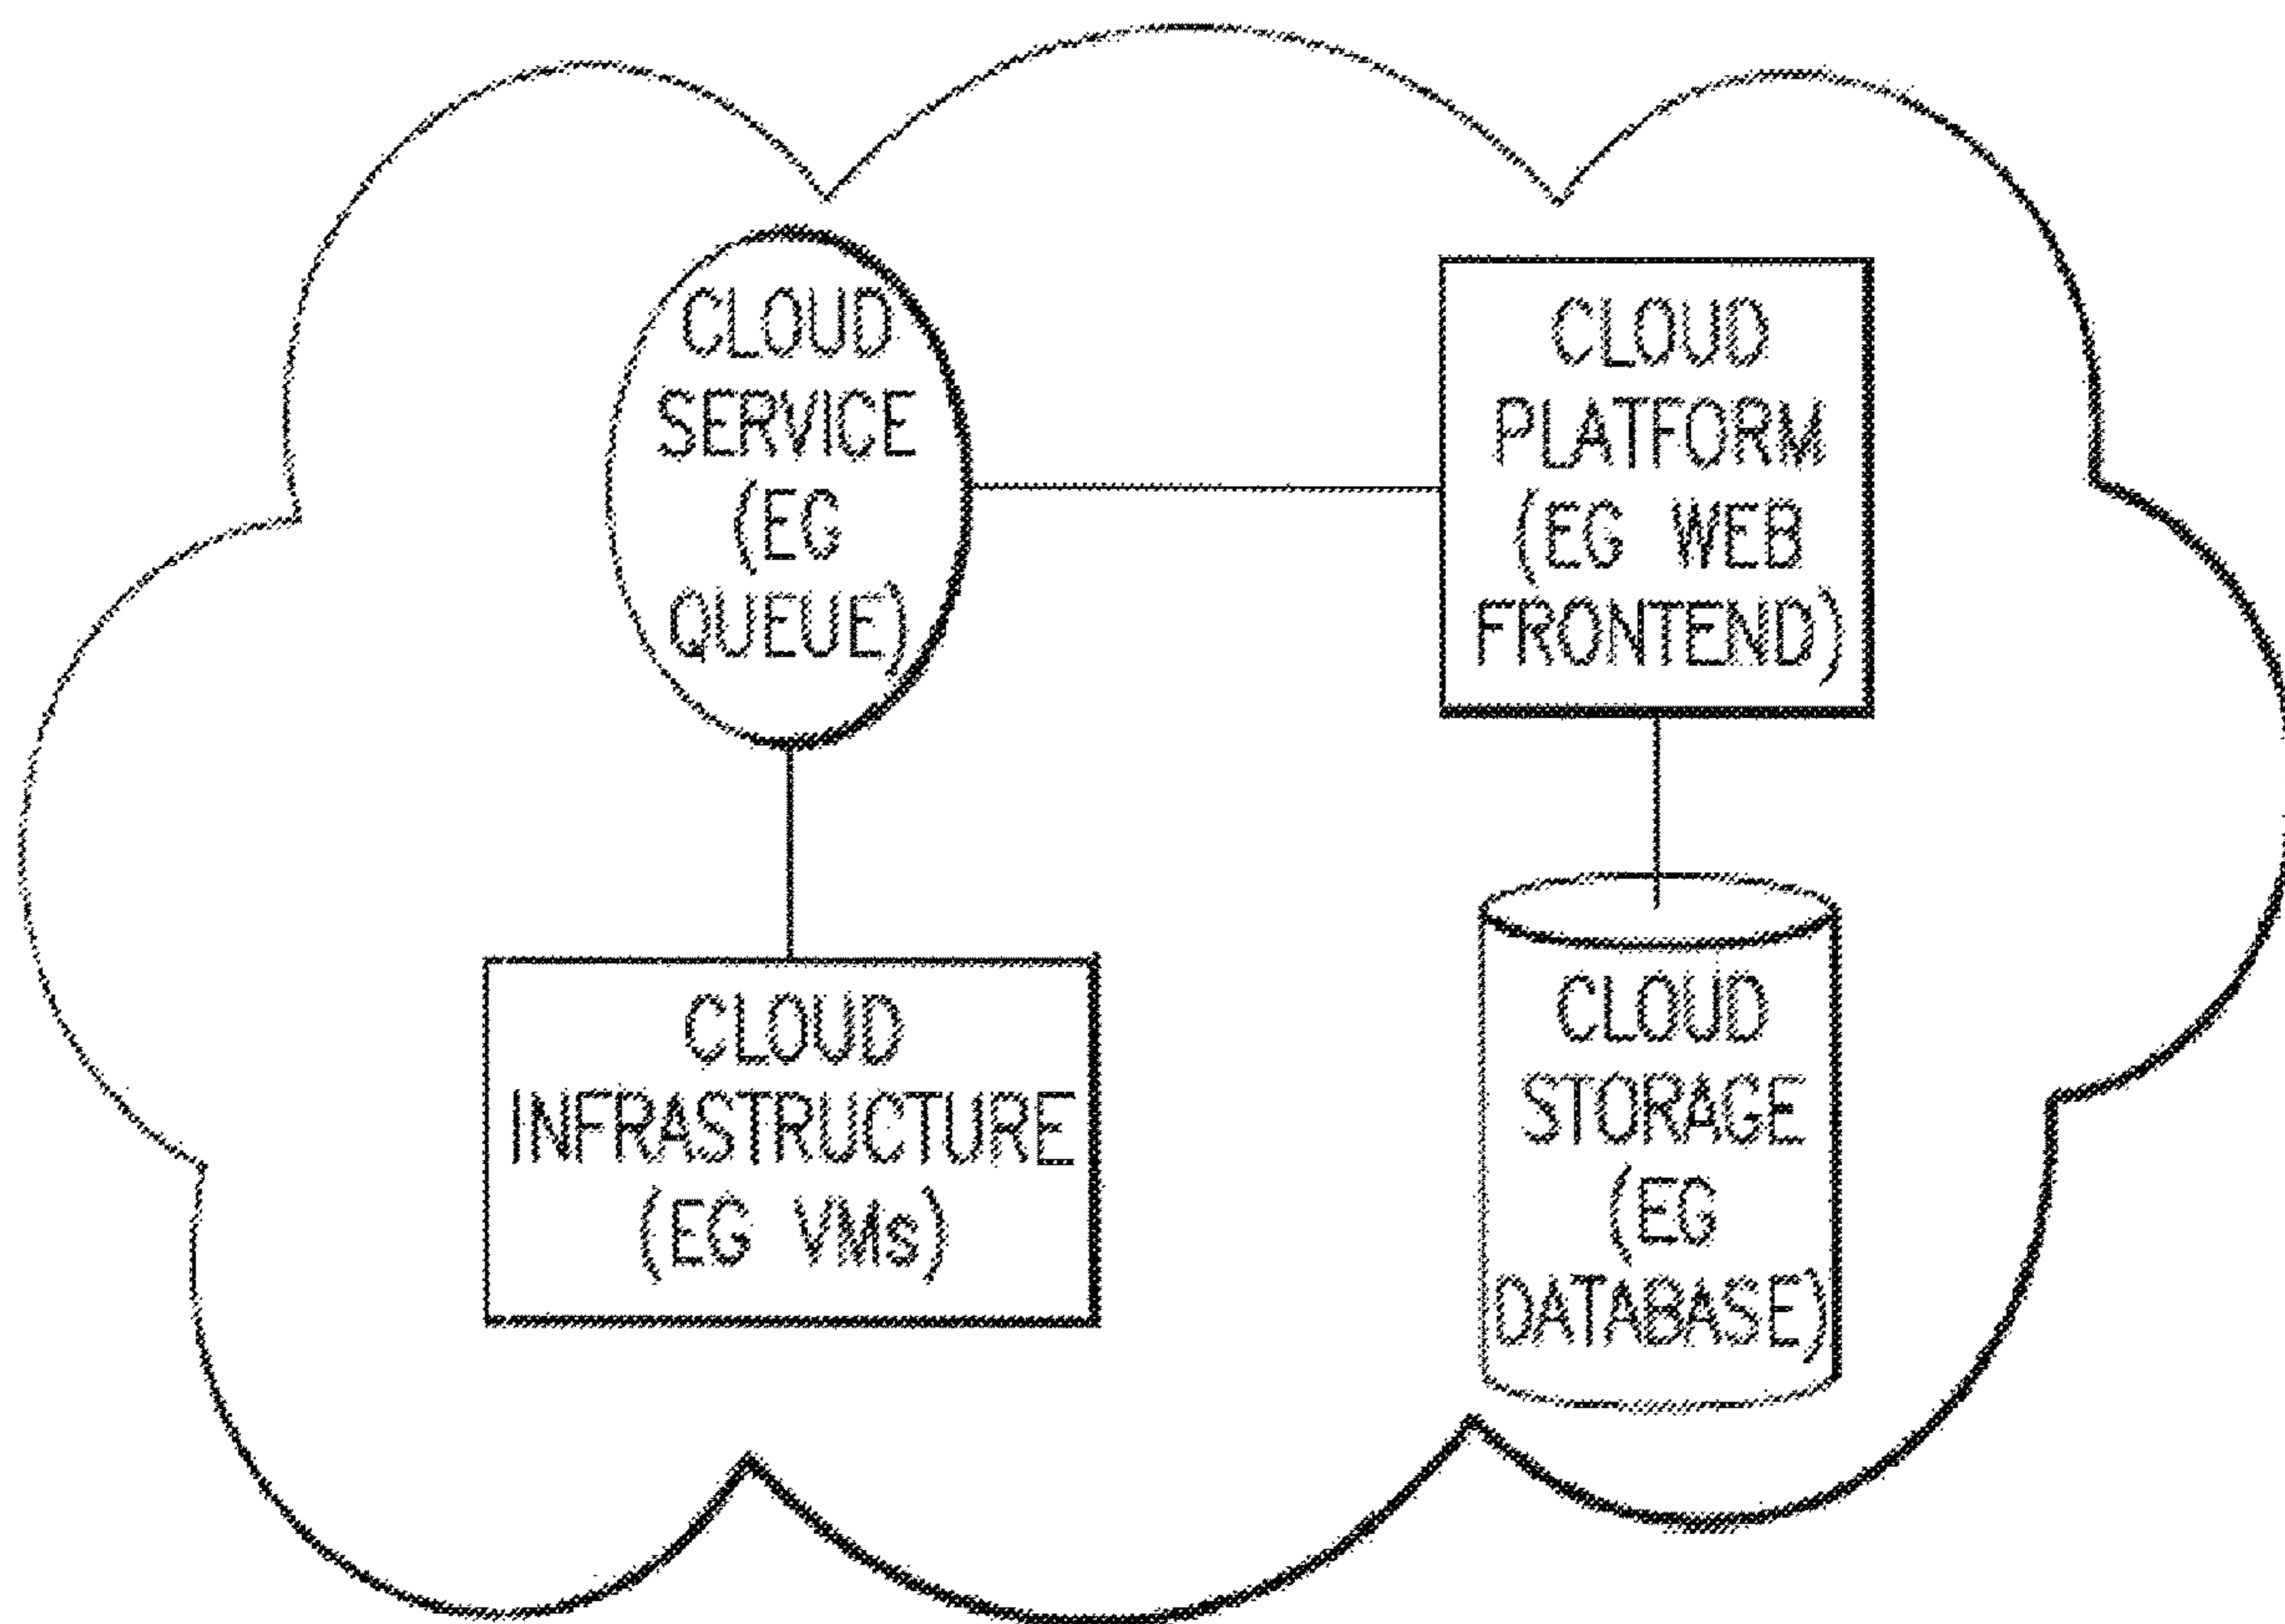 CLOUD
SERVICE
(EG
QUEUE)
CLOUD
PLATFORM
(EG WEB
FRONTEND)
CLOUD
INFRASTRUCTURE
(EG VMs)
CLOUD
STORAGE
(EG
DATABASE)